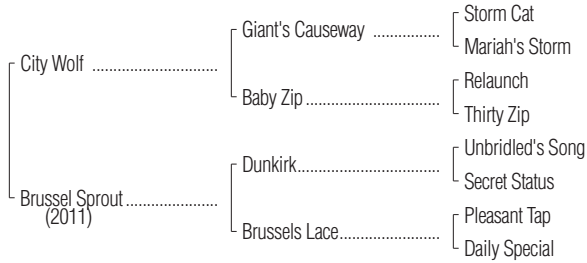 Storm Cat
Giant's Causeway
Mariah's Storm
City Wolf
Relaunch
Baby Zip
Thirty Zip
Unbridled's Song
Dunkirk
Secret Status
Brussel Sprout
(2011)
Pleasant Tap
Brussels Lace
Daily Special